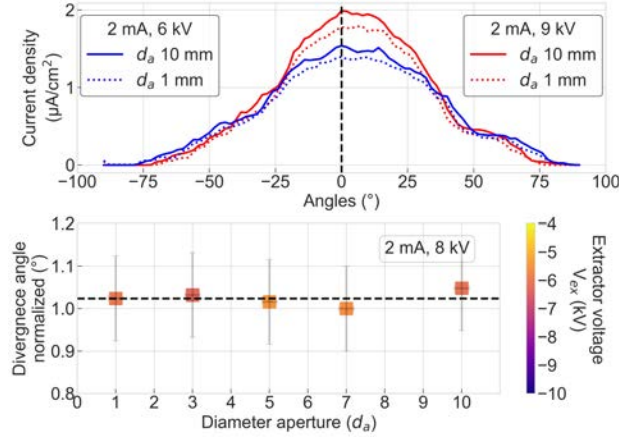 2
1
0
Current density
(μA/cm²)
2 mA, 6 kV
d_a 10 mm
d_a 1 mm
2 mA, 9 kV
d_a 10 mm
d_a 1 mm
−100 −75 −50 −25 0 25 50 75 100
Angles (°)
1.2
1.1
1.0
0.9
0.8
Divergnece angle
normalized (°)
2 mA, 8 kV
0 1 2 3 4 5 6 7 8 9 10
Diameter aperture (d_a)
−4
−5
−6
−7
−8
−9
−10
Extractor voltage
V_ex (kV)